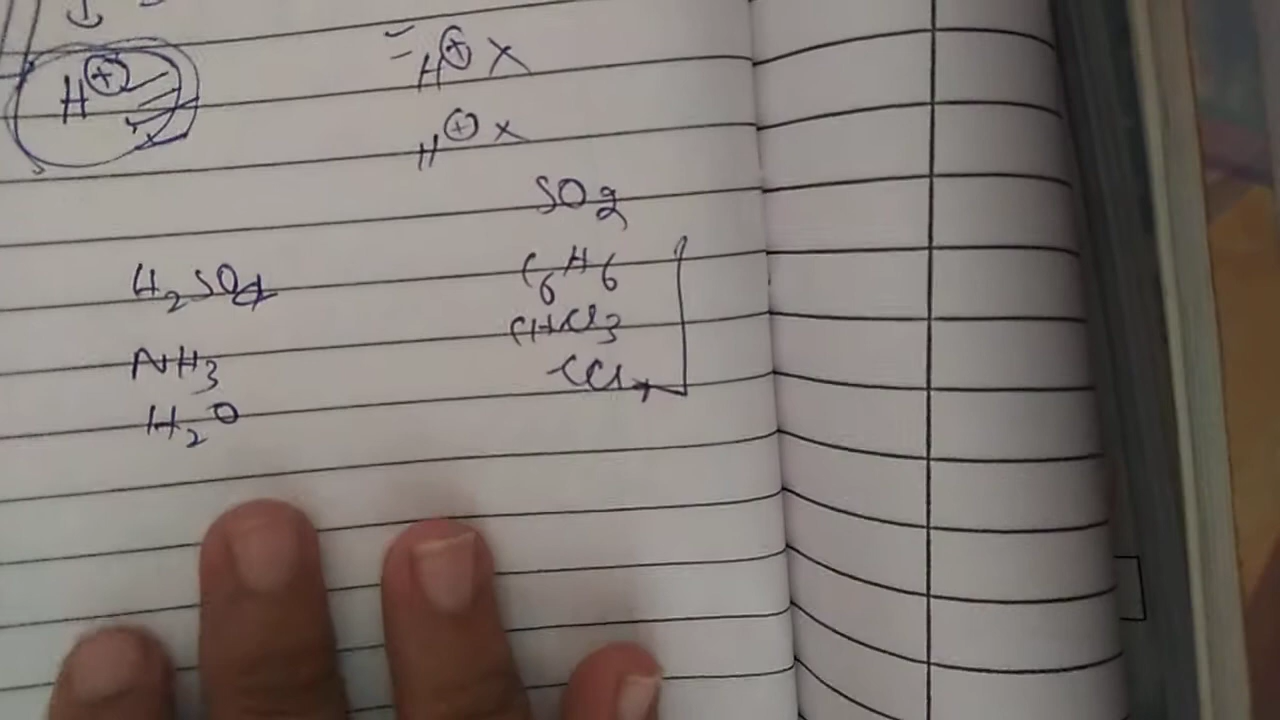 H⊕
= H⊕ X
H⊕ X
SO2
H2SO4
C6H6
CHCl3
NH3
CCl4
H2O